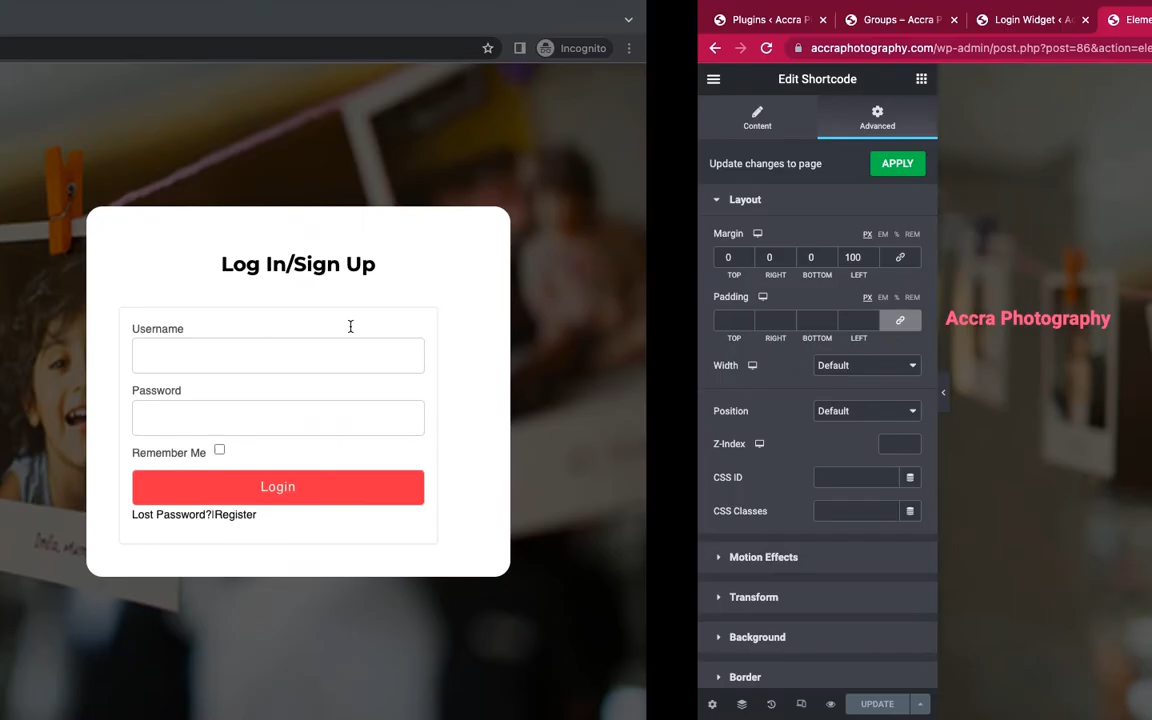 Incognito
Log In/Sign Up
Username
Password
Remember Me
Login
Lost Password?|Register
Plugins ‹ Accra P
Groups – Accra P
Login Widget ‹ A
Eleme
accraphotography.com/wp-admin/post.php?post=86&action=ele
Edit Shortcode
Content
Advanced
Update changes to page
APPLY
Layout
Margin
PX EM % REM
0 0 0 100
TOP RIGHT BOTTOM LEFT
Padding
PX EM % REM
TOP RIGHT BOTTOM LEFT
Width
Default
Position
Default
Z-Index
CSS ID
CSS Classes
Motion Effects
Transform
Background
Border
UPDATE
Accra Photography